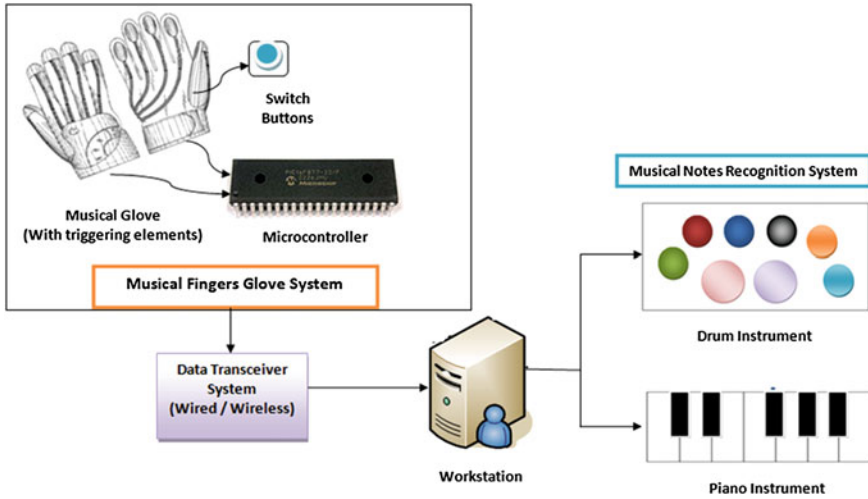 Switch
Buttons
Musical Glove
(With triggering elements)
Microcontroller
Musical Fingers Glove System
Data Transceiver
System
(Wired / Wireless)
Workstation
Musical Notes Recognition System
Drum Instrument
Piano Instrument